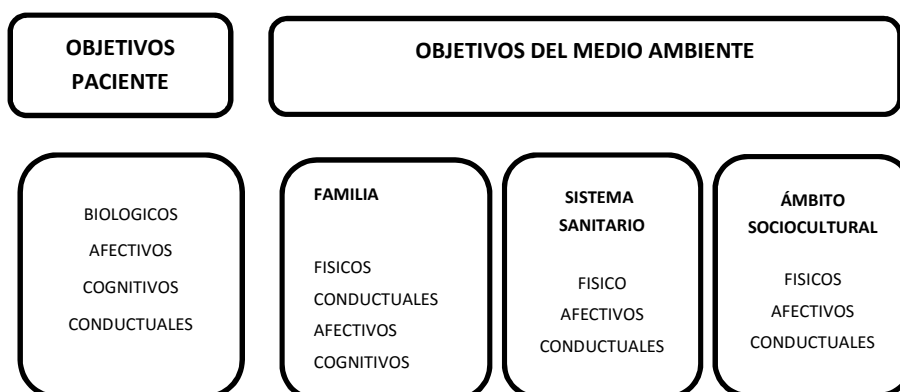 OBJETIVOS
PACIENTE
OBJETIVOS DEL MEDIO AMBIENTE
BIOLOGICOS
AFECTIVOS
COGNITIVOS
CONDUCTUALES
FAMILIA
FISICOS
CONDUCTUALES
AFECTIVOS
COGNITIVOS
SISTEMA
SANITARIO
FISICO
AFECTIVOS
CONDUCTUALES
ÁMBITO
SOCIOCULTURAL
FISICOS
AFECTIVOS
CONDUCTUALES